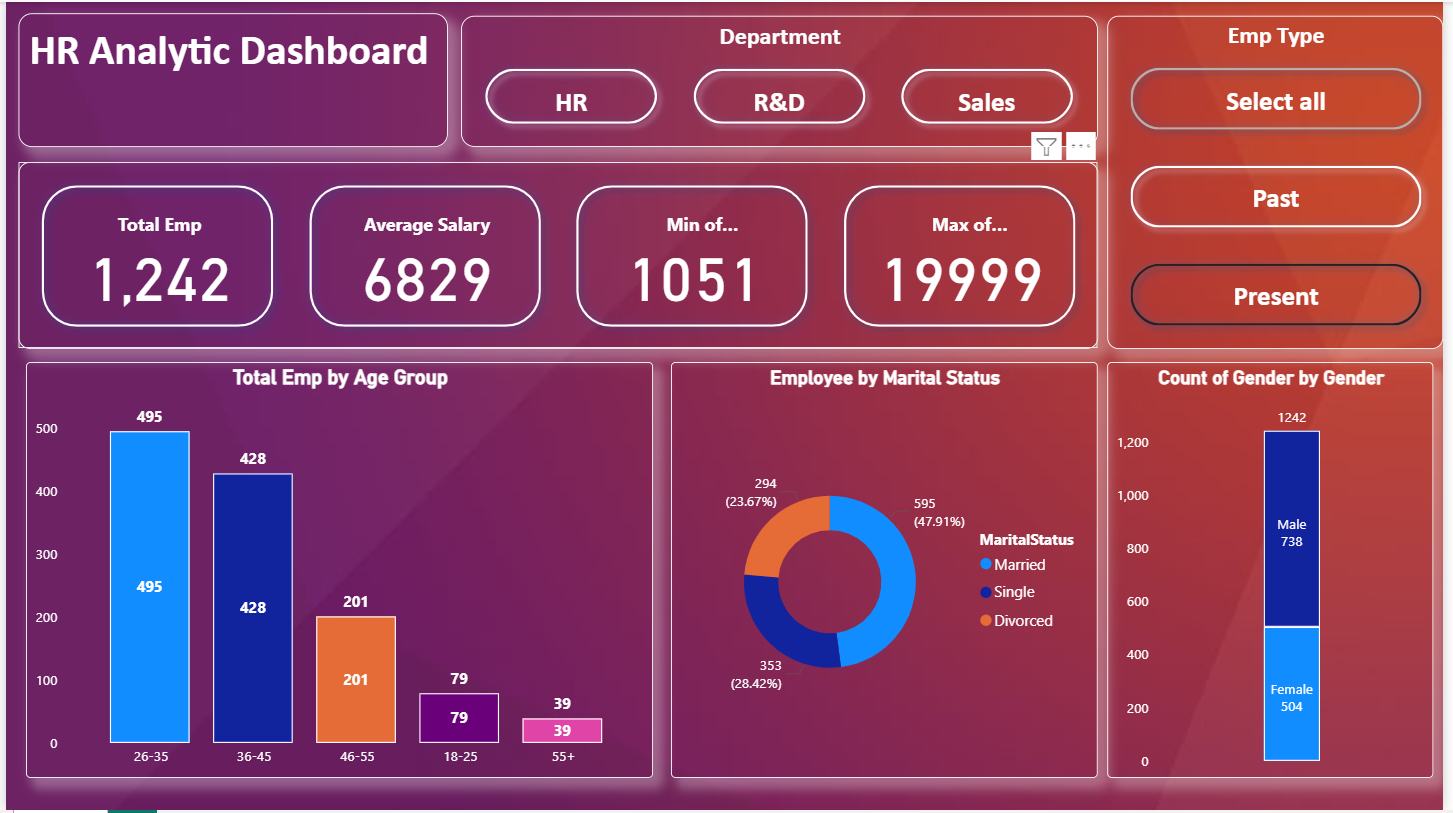 HR Analytic Dashboard
Department
HR
R&D
Sales
Emp Type
Select all
Past
Present
Total Emp
1,242
Average Salary
6829
Min of...
1051
Max of...
19999
Total Emp by Age Group
500
400
300
200
100
0
495
428
201
79
39
495
428
201
79
39
26-35
36-45
46-55
18-25
55+
Employee by Marital Status
294
(23.67%)
595
(47.91%)
353
(28.42%)
MaritalStatus
Married
Single
Divorced
Count of Gender by Gender
1242
1,200
1,000
800
600
400
200
0
Male
738
Female
504